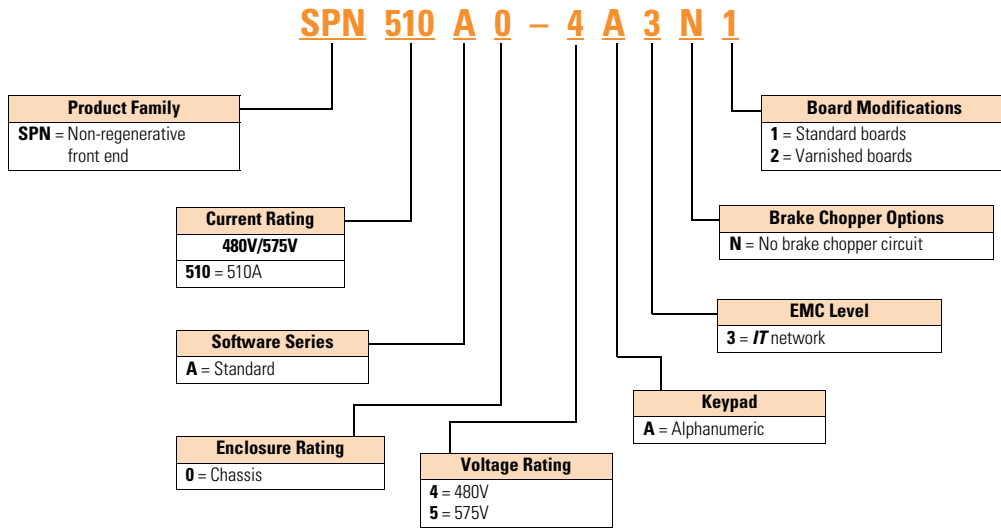 SPN 510 A 0 – 4 A 3 N 1
Product Family
SPN = Non-regenerative
front end
Board Modifications
1 = Standard boards
2 = Varnished boards
Current Rating
480V/575V
510 = 510A
Brake Chopper Options
N = No brake chopper circuit
EMC Level
3 = IT network
Software Series
A = Standard
Keypad
A = Alphanumeric
Enclosure Rating
0 = Chassis
Voltage Rating
4 = 480V
5 = 575V